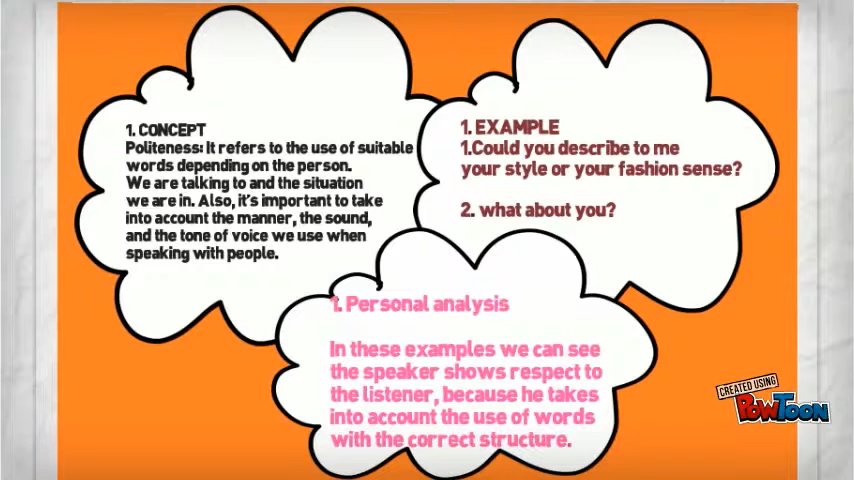 1. CONCEPT
Politeness: It refers to the use of suitable
words depending on the person.
We are talking to and the situation
we are in. Also, it's important to take
into account the manner, the sound,
and the tone of voice we use when
speaking with people.
1. EXAMPLE
1.Could you describe to me
your style or your fashion sense?
2. what about you?
1. Personal analysis
In these examples we can see
the speaker shows respect to
the listener, because he takes
into account the use of words
with the correct structure.
CREATED USING
POWTOON